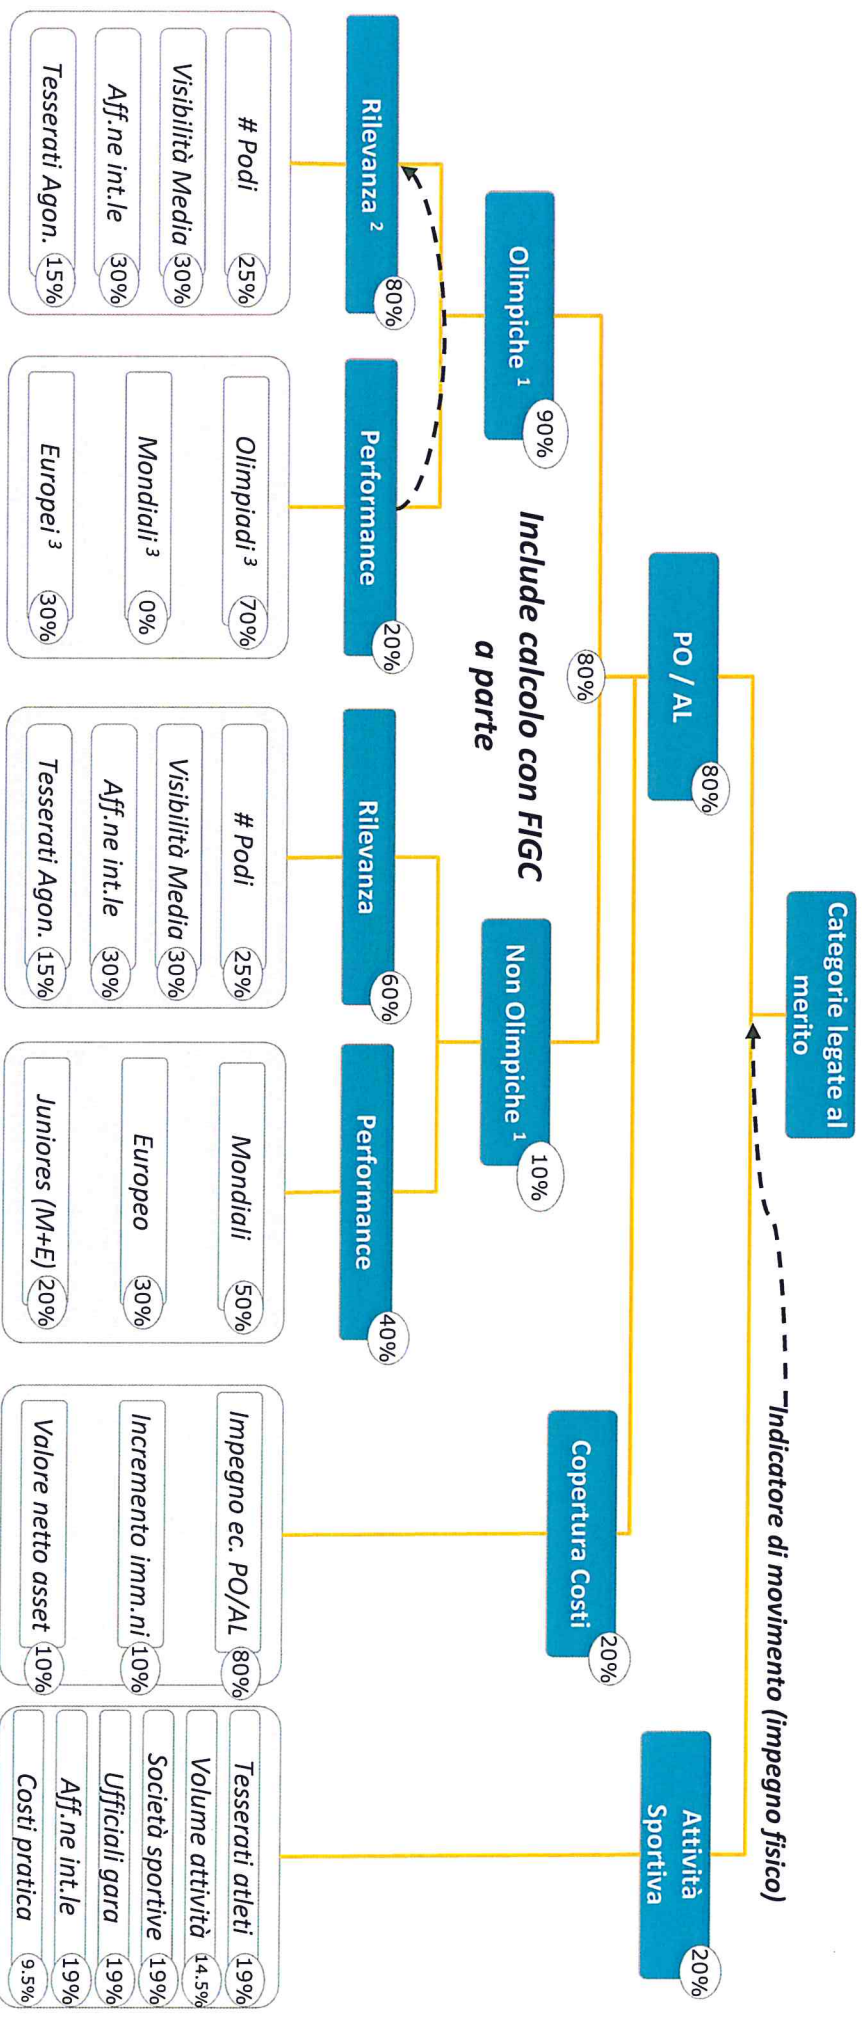 Categorie legate al
merito
Indicatore di movimento (impegno fisico)
PO / AL
80%
Attività
Sportiva
20%
80%
Include calcolo con FIGC
a parte
Olimpiche 1
90%
Non Olimpiche 1
10%
Copertura Costi
20%
Rilevanza 2
80%
Performance
20%
Rilevanza
60%
Performance
40%
# Podi 25%
Visibilità Media 30%
Aff.ne int.le 30%
Tesserati Agon. 15%
Olimpiadi 3 70%
Mondiali 3 0%
Europei 3 30%
# Podi 25%
Visibilità Media 30%
Aff.ne int.le 30%
Tesserati Agon. 15%
Mondiali 50%
Europeo 30%
Juniores (M+E) 20%
Impegno ec. PO/AL 80%
Incremento imm.ni 10%
Valore netto asset 10%
Tesserati atleti 19%
Volume attività 14.5%
Società sportive 19%
Ufficiali gara 19%
Aff.ne int.le 19%
Costi pratica 9.5%